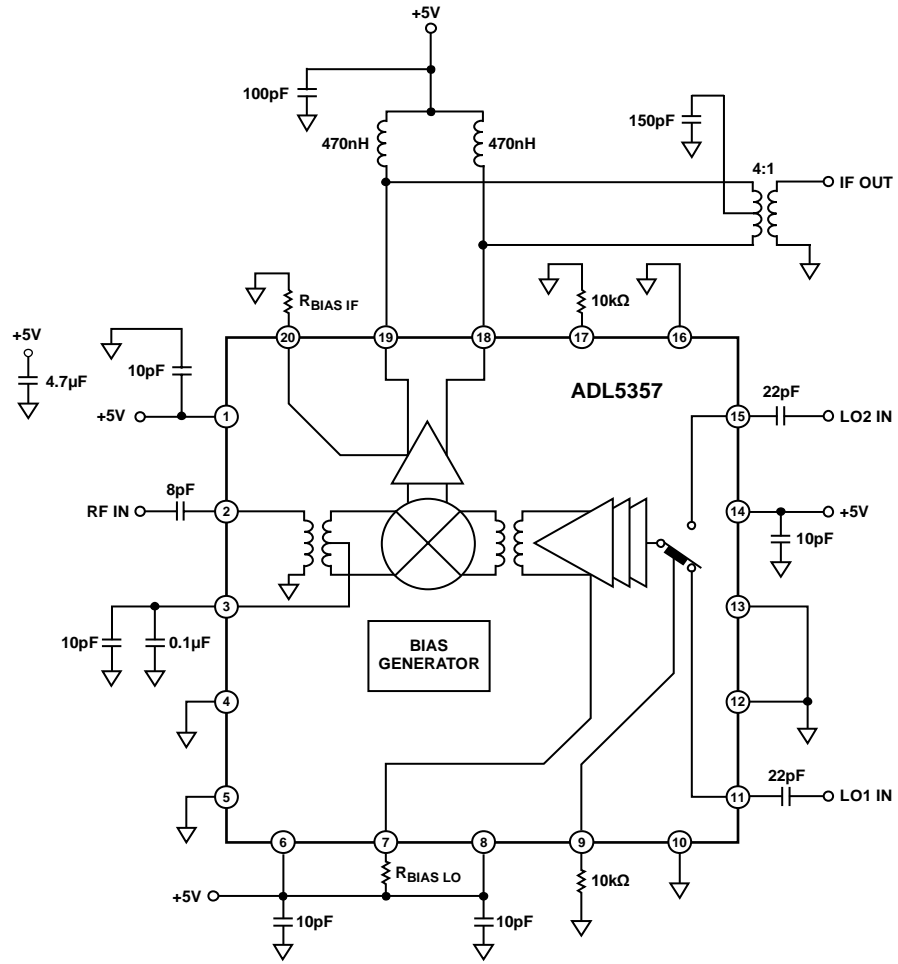 +5V
100pF
470nH
470nH
150pF
4:1
IF OUT
RBIAS IF
10kΩ
20
19
18
17
16
+5V
4.7µF
10pF
+5V
1
ADL5357
22pF
15
LO2 IN
8pF
RF IN
2
14
+5V
10pF
3
13
10pF
0.1µF
BIAS
GENERATOR
4
12
5
22pF
11
LO1 IN
6
7
8
9
10
RBIAS LO
10kΩ
+5V
10pF
10pF